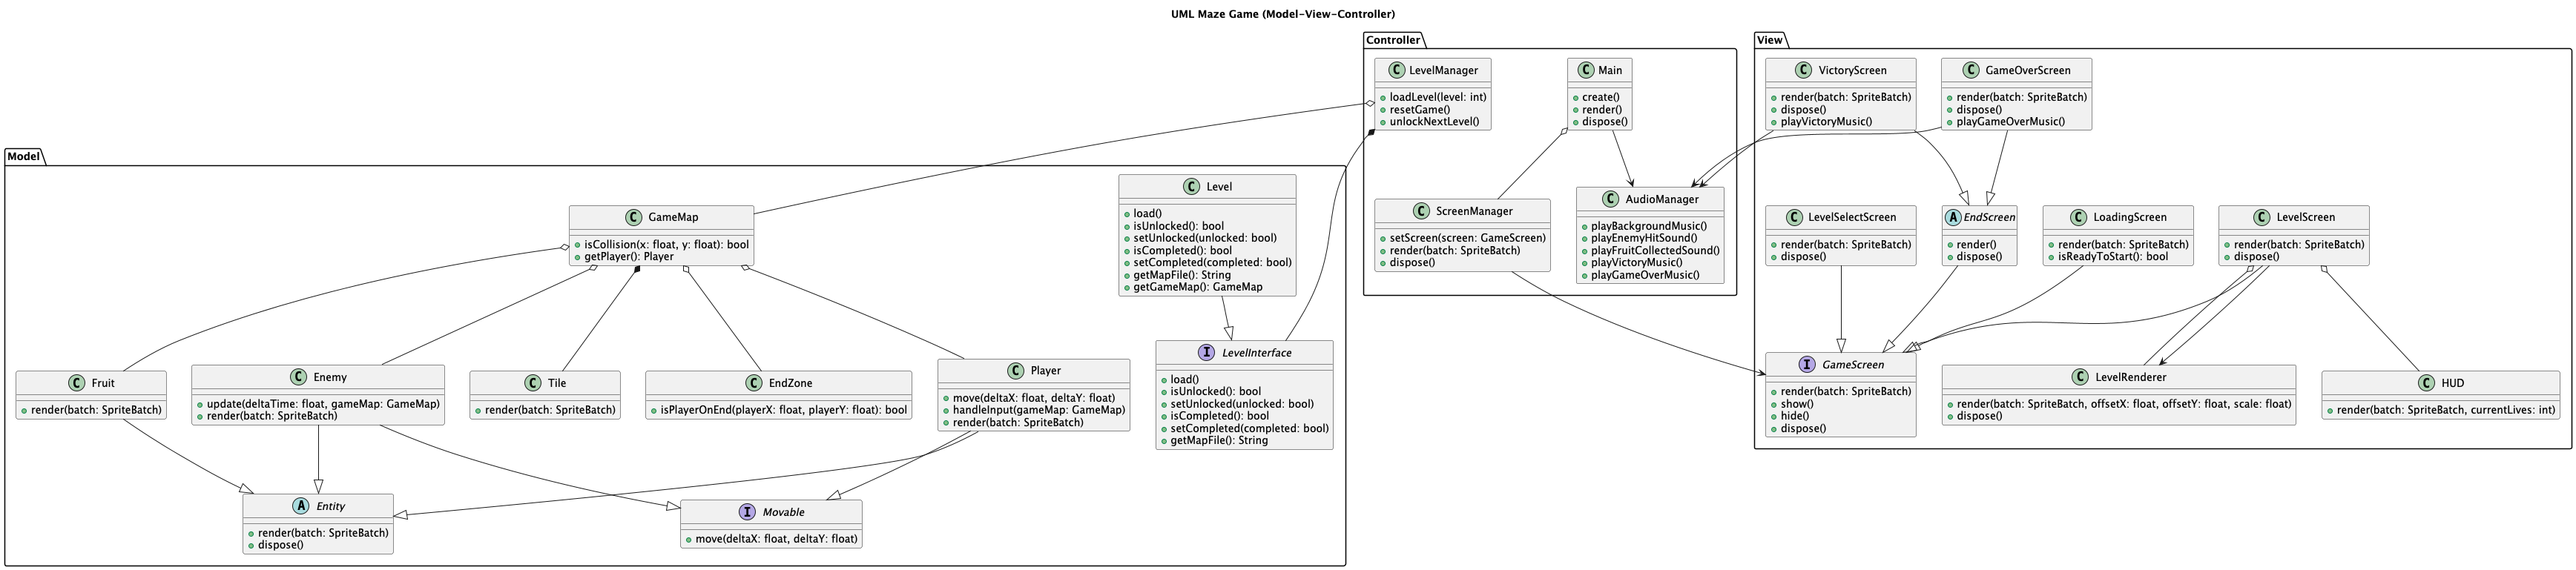 UML Maze Game (Model-View-Controller)
Model
GameMap
isCollision(x: float, y: float): bool
getPlayer(): Player
Level
load()
isUnlocked(): bool
setUnlocked(unlocked: bool)
isCompleted(): bool
setCompleted(completed: bool)
getMapFile(): String
getGameMap(): GameMap
Fruit
render(batch: SpriteBatch)
Enemy
update(deltaTime: float, gameMap: GameMap)
render(batch: SpriteBatch)
Tile
render(batch: SpriteBatch)
EndZone
isPlayerOnEnd(playerX: float, playerY: float): bool
Player
move(deltaX: float, deltaY: float)
handleInput(gameMap: GameMap)
render(batch: SpriteBatch)
LevelInterface
load()
isUnlocked(): bool
setUnlocked(unlocked: bool)
isCompleted(): bool
setCompleted(completed: bool)
getMapFile(): String
Entity
render(batch: SpriteBatch)
dispose()
Movable
move(deltaX: float, deltaY: float)
Controller
LevelManager
loadLevel(level: int)
resetGame()
unlockNextLevel()
Main
create()
render()
dispose()
ScreenManager
setScreen(screen: GameScreen)
render(batch: SpriteBatch)
dispose()
AudioManager
playBackgroundMusic()
playEnemyHitSound()
playFruitCollectedSound()
playVictoryMusic()
playGameOverMusic()
View
VictoryScreen
render(batch: SpriteBatch)
dispose()
playVictoryMusic()
GameOverScreen
render(batch: SpriteBatch)
dispose()
playGameOverMusic()
LevelSelectScreen
render(batch: SpriteBatch)
dispose()
EndScreen
render()
dispose()
LoadingScreen
render(batch: SpriteBatch)
isReadyToStart(): bool
LevelScreen
render(batch: SpriteBatch)
dispose()
GameScreen
render(batch: SpriteBatch)
show()
hide()
dispose()
LevelRenderer
render(batch: SpriteBatch, offsetX: float, offsetY: float, scale: float)
dispose()
HUD
render(batch: SpriteBatch, currentLives: int)